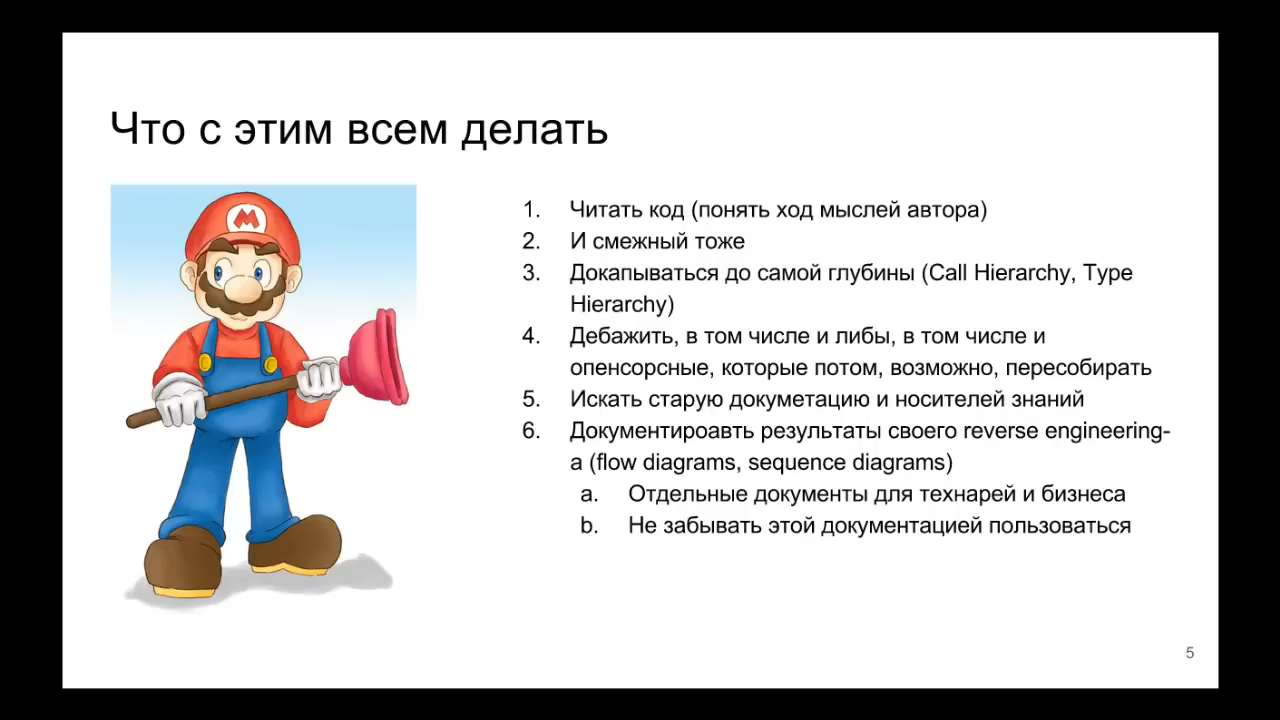 Что с этим всем делать
M
1. Читать код (понять ход мыслей автора)
2. И смежный тоже
3. Докапываться до самой глубины (Call Hierarchy, Type
Hierarchy)
4. Дебажить, в том числе и либы, в том числе и
опенсорсные, которые потом, возможно, пересобирать
5. Искать старую докуметацию и носителей знаний
6. Документироавть результаты своего reverse engineering-
а (flow diagrams, sequence diagrams)
a. Отдельные документы для технарей и бизнеса
b. Не забывать этой документацией пользоваться
5